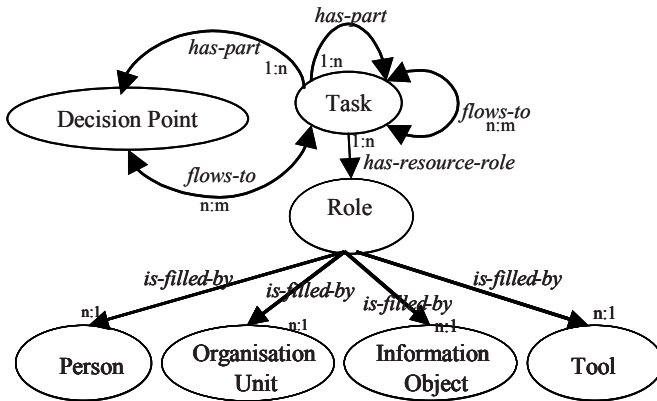 has-part
has-part
1:n
1:n
Decision Point
Task
flows-to
n:m
flows-to
n:m
1:n
has-resource-role
Role
is-filled-by
is-filled-by
is-filled-by
is-filled-by
n:1
n:1
n:1
n:1
Person
Organisation
Unit
Information
Object
Tool